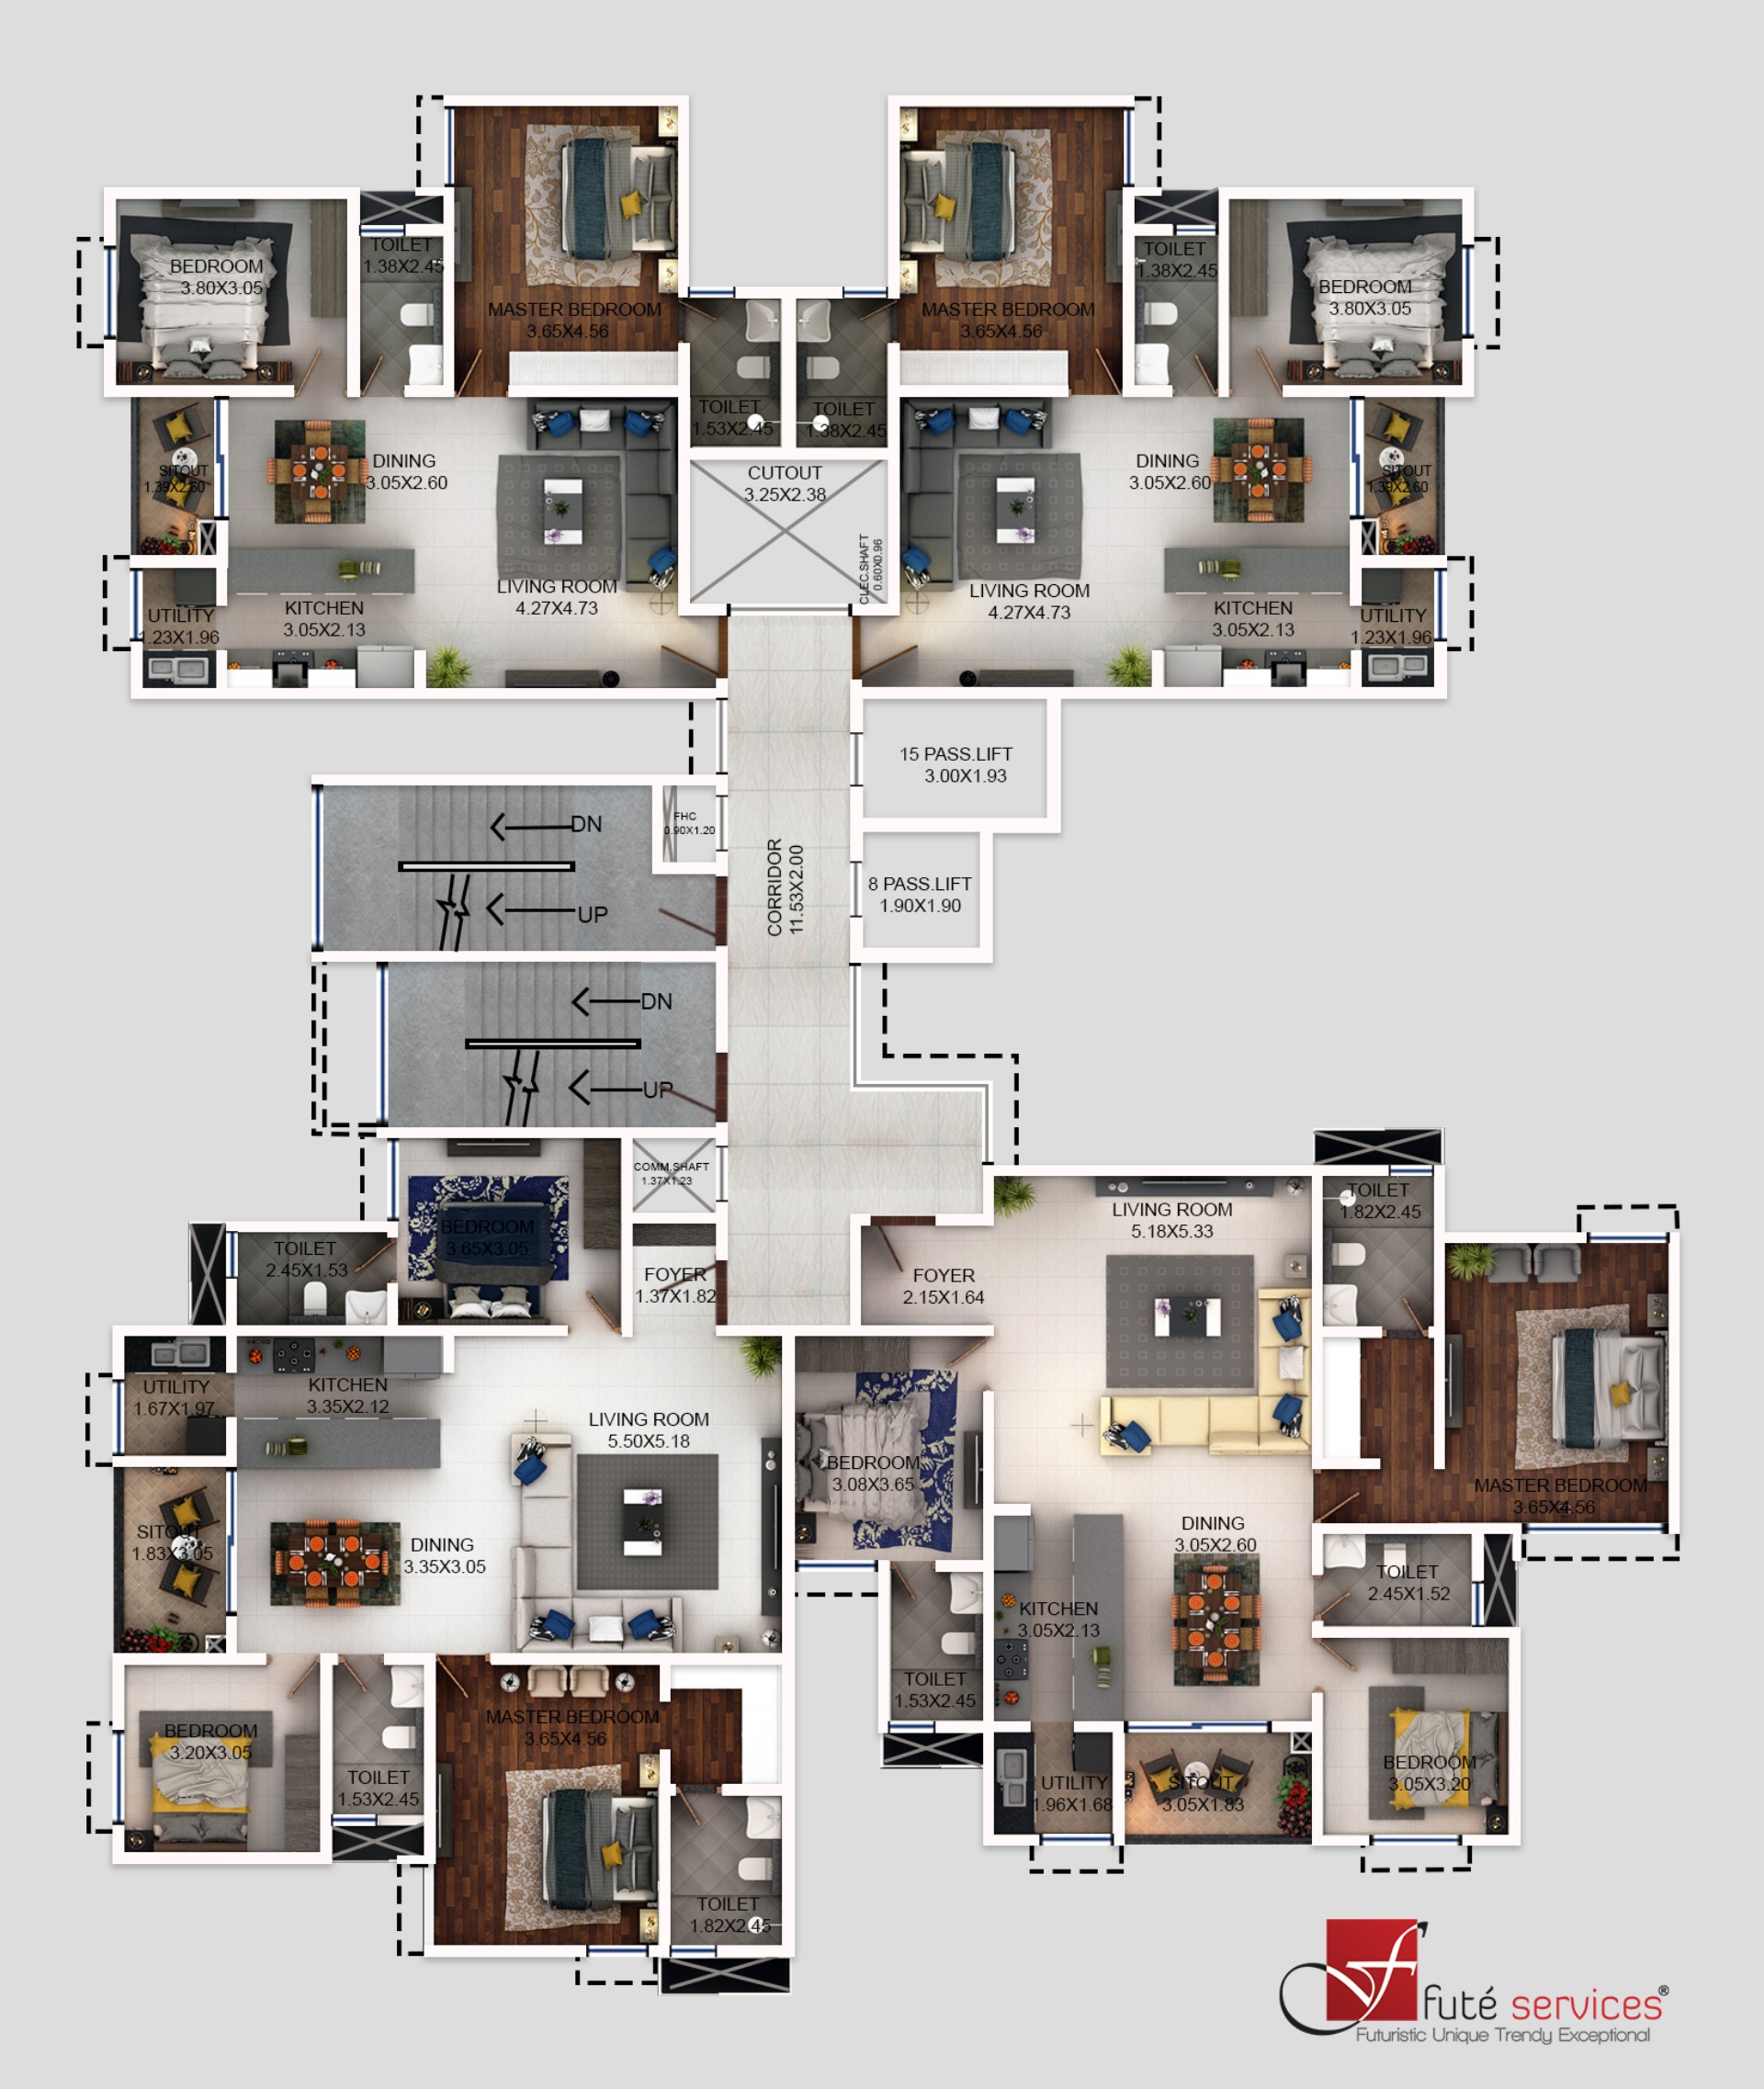 TOILET
1.38X2.45
BEDROOM
3.80X3.05
MASTER BEDROOM
3.65X4.56
TOILET
1.53X2.45
SITOUT
1.39X2.60
DINING
3.05X2.60
LIVING ROOM
4.27X4.73
UTILITY
1.23X1.96
KITCHEN
3.05X2.13
TOILET
1.38X2.45
MASTER BEDROOM
3.65X4.56
TOILET
1.38X2.45
BEDROOM
3.80X3.05
CUTOUT
3.25X2.38
CLEC.SHAFT
0.60X0.96
DINING
3.05X2.60
SITOUT
1.39X2.60
LIVING ROOM
4.27X4.73
KITCHEN
3.05X2.13
UTILITY
1.23X1.96
15 PASS.LIFT
3.00X1.93
8 PASS.LIFT
1.90X1.90
CORRIDOR
11.53X2.00
FHC
0.90X1.20
DN
UP
DN
UP
COMM.SHAFT
1.37X1.23
BEDROOM
3.65X3.05
TOILET
2.45X1.53
FOYER
1.37X1.82
UTILITY
1.67X1.97
KITCHEN
3.35X2.12
LIVING ROOM
5.50X5.18
SITOUT
1.83X3.05
DINING
3.35X3.05
BEDROOM
3.20X3.05
TOILET
1.53X2.45
MASTER BEDROOM
3.65X4.56
TOILET
1.82X2.45
FOYER
2.15X1.64
LIVING ROOM
5.18X5.33
TOILET
1.82X2.45
BEDROOM
3.08X3.65
MASTER BEDROOM
3.65X4.56
DINING
3.05X2.60
TOILET
2.45X1.52
KITCHEN
3.05X2.13
TOILET
1.53X2.45
UTILITY
1.96X1.68
SITOUT
3.05X1.83
BEDROOM
3.05X3.20
futé services®
Futuristic Unique Trendy Exceptional